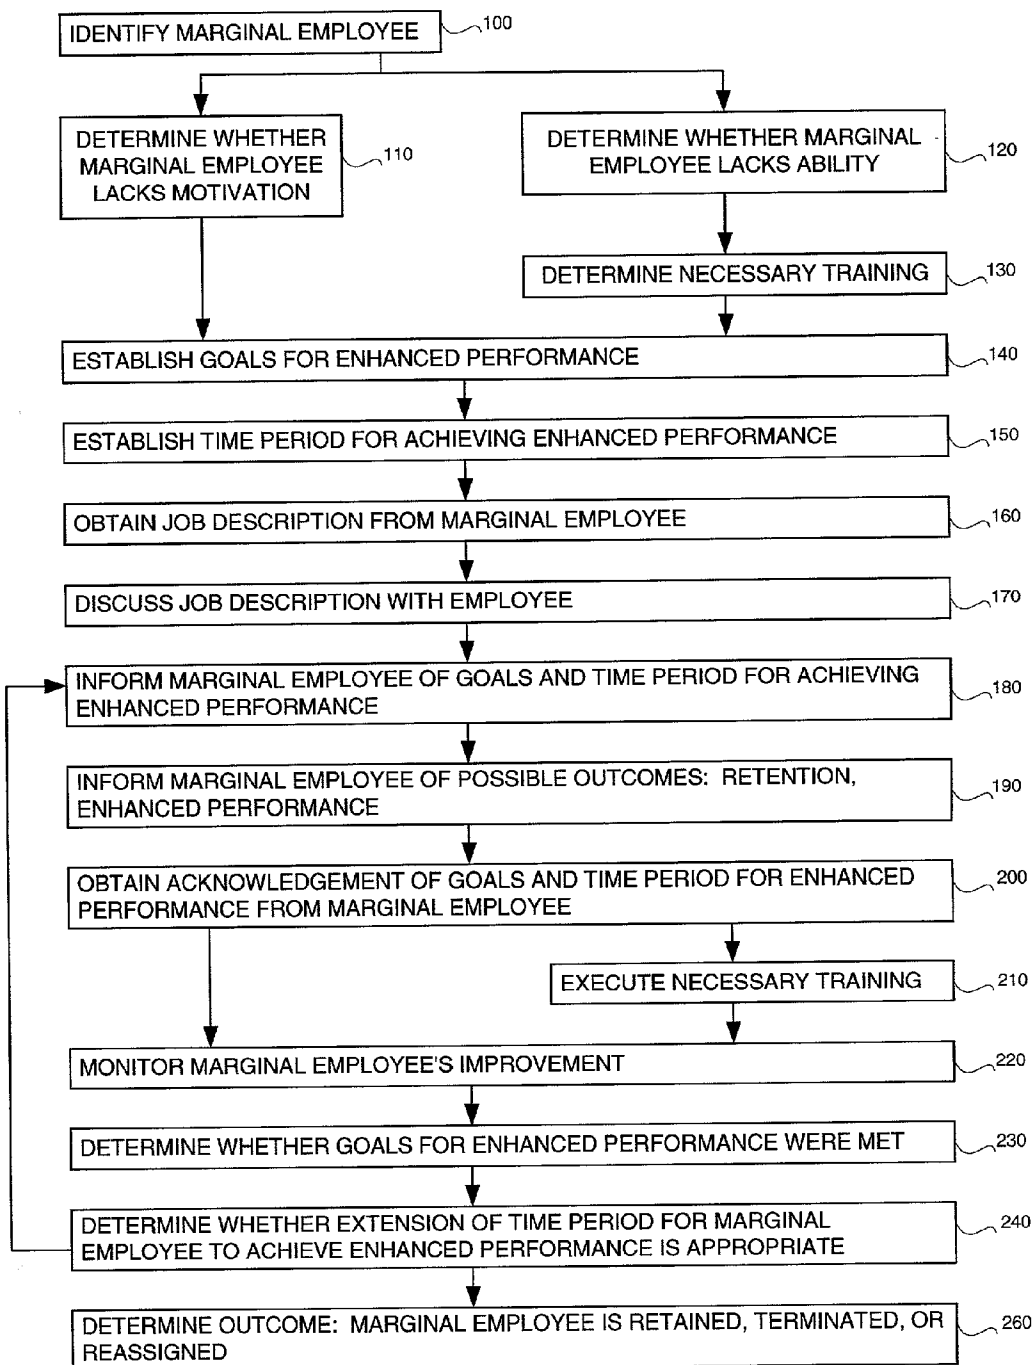 IDENTIFY MARGINAL EMPLOYEE
100
DETERMINE WHETHER
MARGINAL EMPLOYEE
LACKS MOTIVATION
110
DETERMINE WHETHER MARGINAL
EMPLOYEE LACKS ABILITY
120
DETERMINE NECESSARY TRAINING
130
ESTABLISH GOALS FOR ENHANCED PERFORMANCE
140
ESTABLISH TIME PERIOD FOR ACHIEVING ENHANCED PERFORMANCE
150
OBTAIN JOB DESCRIPTION FROM MARGINAL EMPLOYEE
160
DISCUSS JOB DESCRIPTION WITH EMPLOYEE
170
INFORM MARGINAL EMPLOYEE OF GOALS AND TIME PERIOD FOR ACHIEVING
ENHANCED PERFORMANCE
180
INFORM MARGINAL EMPLOYEE OF POSSIBLE OUTCOMES: RETENTION,
ENHANCED PERFORMANCE
190
OBTAIN ACKNOWLEDGEMENT OF GOALS AND TIME PERIOD FOR ENHANCED
PERFORMANCE FROM MARGINAL EMPLOYEE
200
EXECUTE NECESSARY TRAINING
210
MONITOR MARGINAL EMPLOYEE'S IMPROVEMENT
220
DETERMINE WHETHER GOALS FOR ENHANCED PERFORMANCE WERE MET
230
DETERMINE WHETHER EXTENSION OF TIME PERIOD FOR MARGINAL
EMPLOYEE TO ACHIEVE ENHANCED PERFORMANCE IS APPROPRIATE
240
DETERMINE OUTCOME: MARGINAL EMPLOYEE IS RETAINED, TERMINATED, OR
REASSIGNED
260